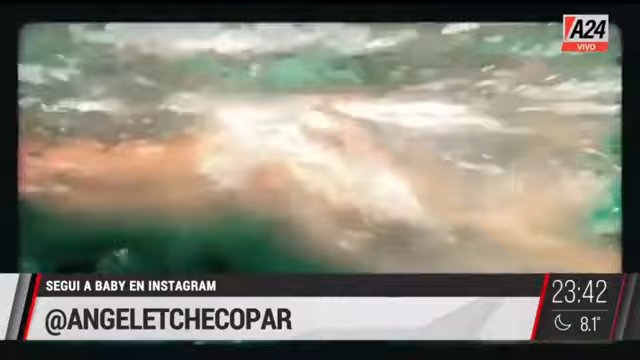 A24
VIVO
SEGUI A BABY EN INSTAGRAM
@ANGELETCHECOPAR
23:42
8.1°